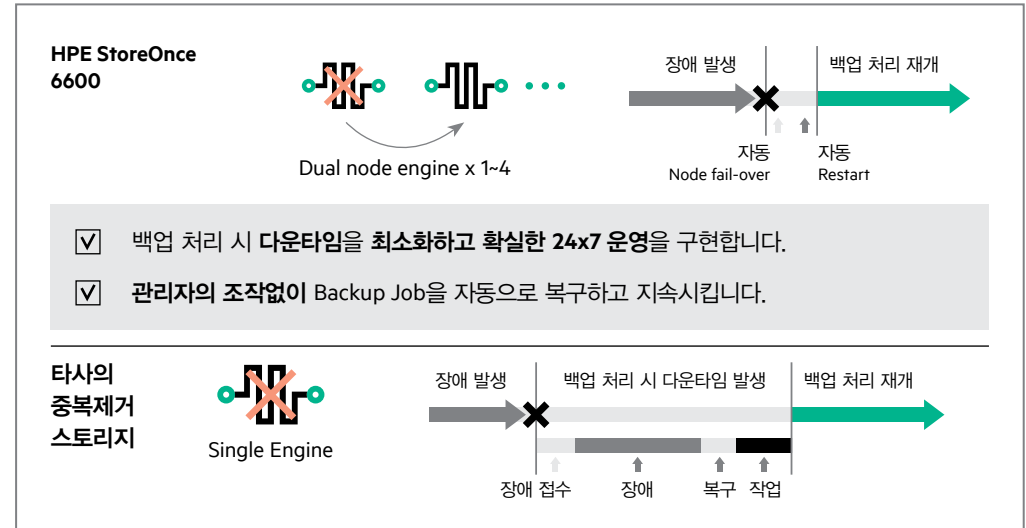 HPE StoreOnce
6600
장애 발생
백업 처리 재개
Dual node engine x 1~4
자동
Node fail-over
자동
Restart
백업 처리 시 다운타임을 최소화하고 확실한 24x7 운영을 구현합니다.
관리자의 조작없이 Backup Job을 자동으로 복구하고 지속시킵니다.
타사의
중복제거
스토리지
Single Engine
장애 발생
백업 처리 시 다운타임 발생
백업 처리 재개
장애 접수
장애
복구
작업